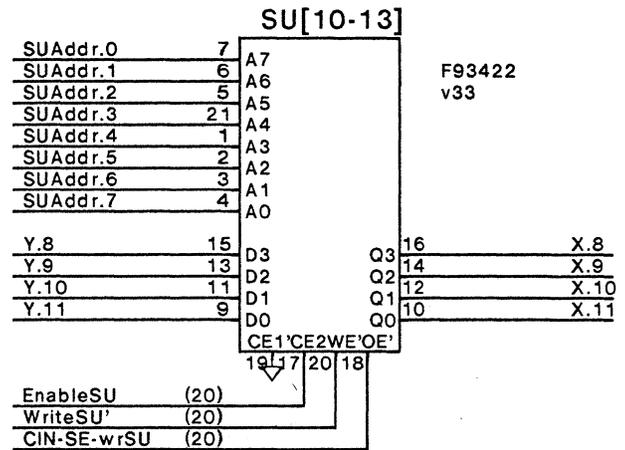 SU[10-13]
F93422
v33
SUAddr.0 7 A7
SUAddr.1 6 A6
SUAddr.2 5 A5
SUAddr.3 21 A4
SUAddr.4 1 A3
SUAddr.5 2 A2
SUAddr.6 3 A1
SUAddr.7 4 A0
Y.8 15 D3 Q3 16 X.8
Y.9 13 D2 Q2 14 X.9
Y.10 11 D1 Q1 12 X.10
Y.11 9 D0 Q0 10 X.11
CE1'CE2WE'OE'
19 17 20 18
EnableSU (20)
WriteSU' (20)
CIN-SE-wrSU (20)